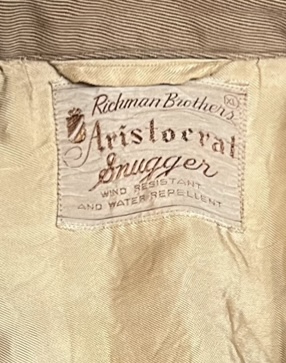 Richman Brothers
XL
Aristocrat
Snugger
WIND RESISTANT
AND WATER REPELLENT